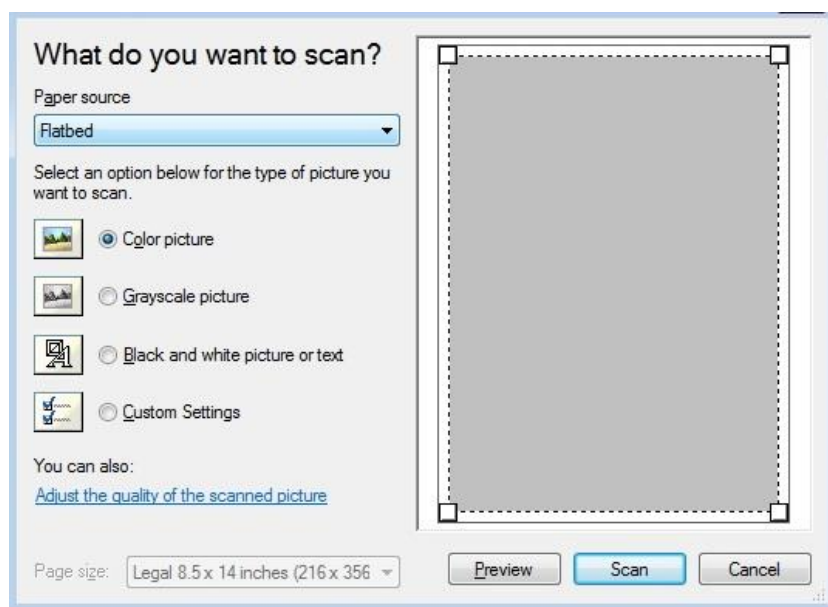 What do you want to scan?
Paper source
Flatbed
Select an option below for the type of picture you
want to scan.
Color picture
Grayscale picture
Black and white picture or text
Custom Settings
You can also:
Adjust the quality of the scanned picture
Page size: Legal 8.5 x 14 inches (216 x 356
Preview Scan Cancel